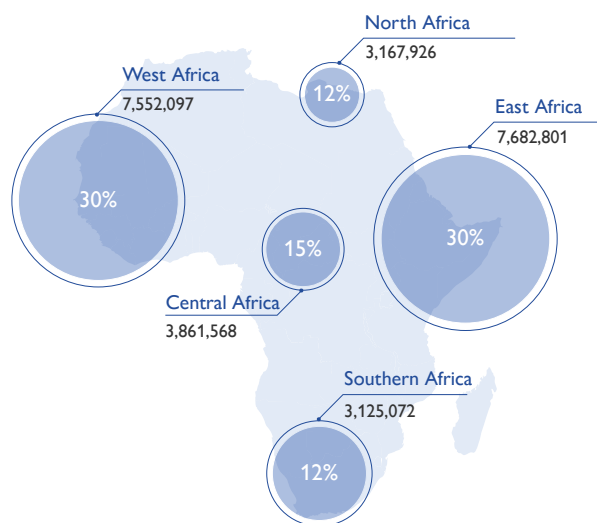 North Africa
3,167,926
12%
West Africa
7,552,097
30%
East Africa
7,682,801
30%
15%
Central Africa
3,861,568
Southern Africa
3,125,072
12%